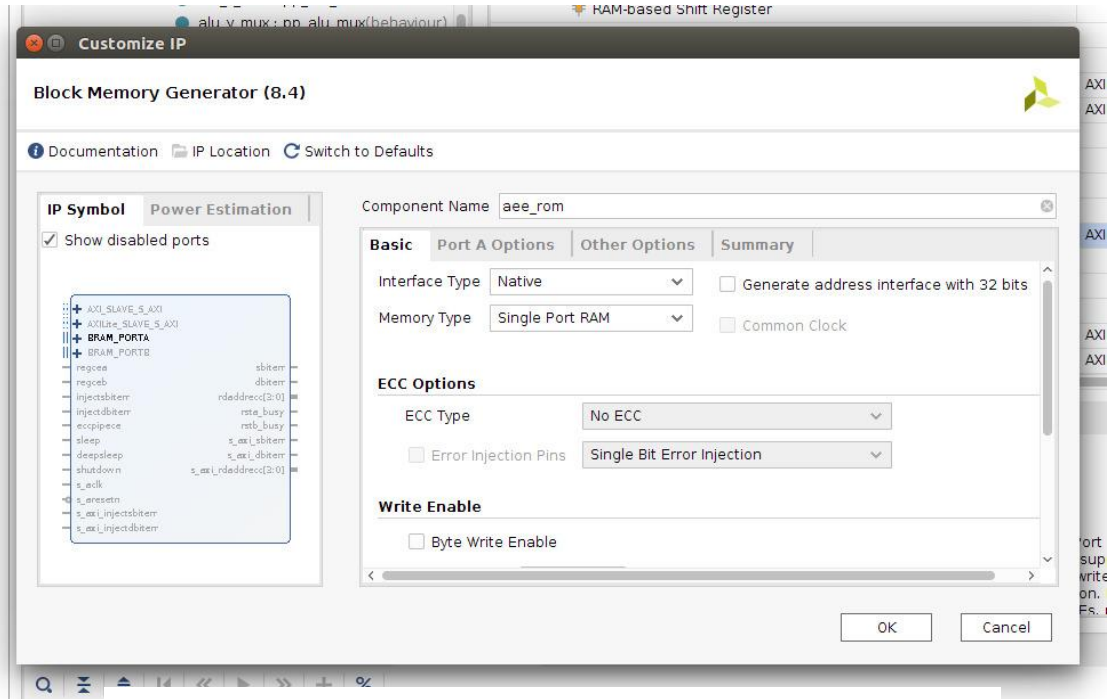 RAM-based Shift Register
alu_y_mux : pp_alu_mux(behaviour)
Customize IP
Block Memory Generator (8.4)
AXI
AXI
Documentation IP Location Switch to Defaults
IP Symbol Power Estimation
Show disabled ports
AXI_SLAVE_S_AXI
AXILite_SLAVE_S_AXI
BRAM_PORTA
BRAM_PORTB
regcea sbiterr
regceb dbiterr
injectsbiterr rdaddrecc[3:0]
injectdbiterr rsta_busy
eccpipece rstb_busy
sleep s_axi_sbiterr
deepsleep s_axi_dbiterr
shutdown s_axi_rdaddrecc[3:0]
s_aclk
s_aresetn
s_axi_injectsbiterr
s_axi_injectdbiterr
Component Name aee_rom
Basic Port A Options Other Options Summary
Interface Type Native Generate address interface with 32 bits
Memory Type Single Port RAM Common Clock
ECC Options
ECC Type No ECC
Error Injection Pins Single Bit Error Injection
Write Enable
Byte Write Enable
AXI
AXI
AXI
sup
write
on.
OK Cancel